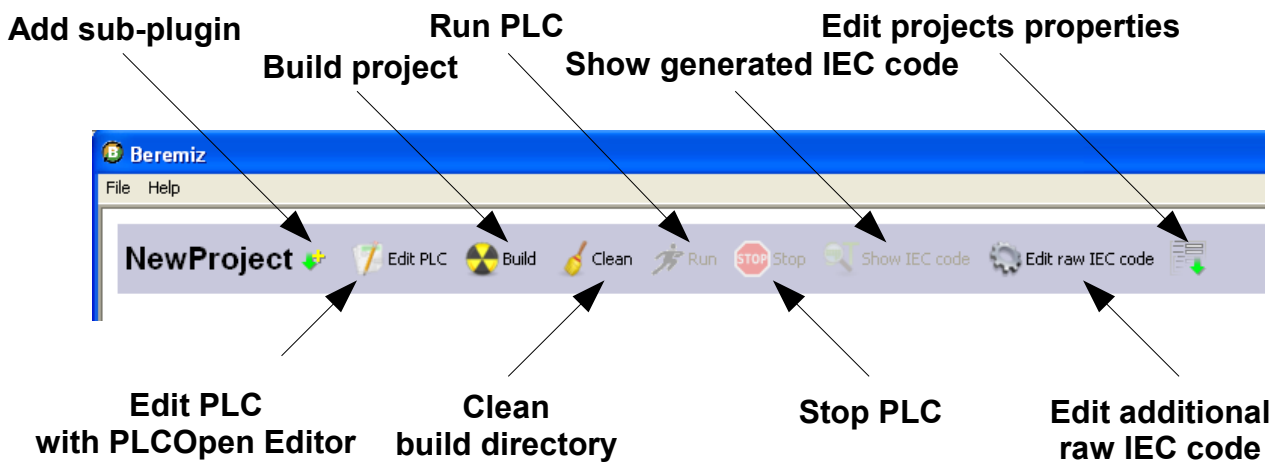 Add sub-plugin
Run PLC
Edit projects properties
Build project
Show generated IEC code
Beremiz
File Help
NewProject Edit PLC Build Clean Run STOP Stop Show IEC code Edit raw IEC code
Edit PLC
with PLCOpen Editor
Clean
build directory
Stop PLC
Edit additional
raw IEC code